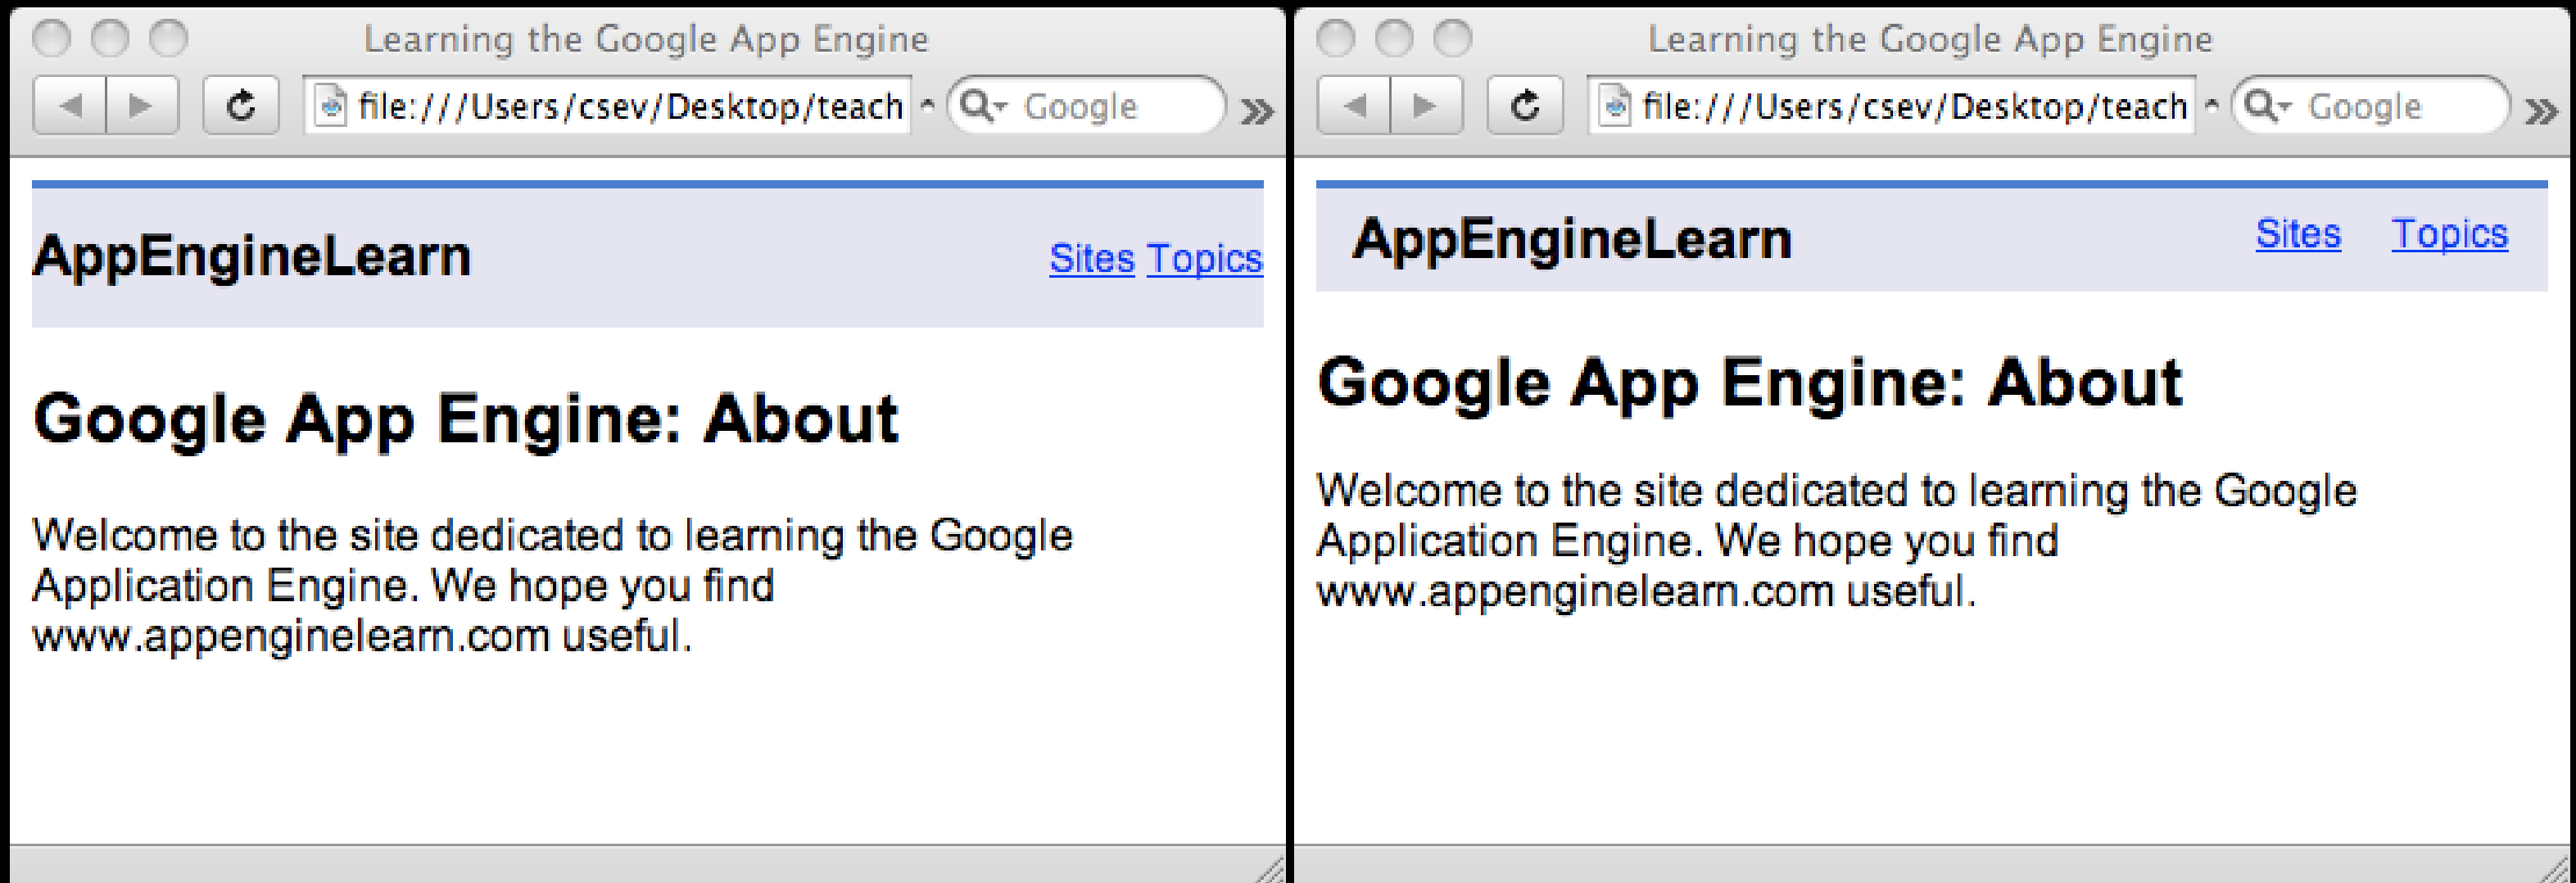 Learning the Google App Engine
file:///Users/csev/Desktop/teach Google
AppEngineLearn Sites Topics
Google App Engine: About
Welcome to the site dedicated to learning the Google
Application Engine. We hope you find
www.appenginelearn.com useful.
Learning the Google App Engine
file:///Users/csev/Desktop/teach Google
AppEngineLearn Sites Topics
Google App Engine: About
Welcome to the site dedicated to learning the Google
Application Engine. We hope you find
www.appenginelearn.com useful.